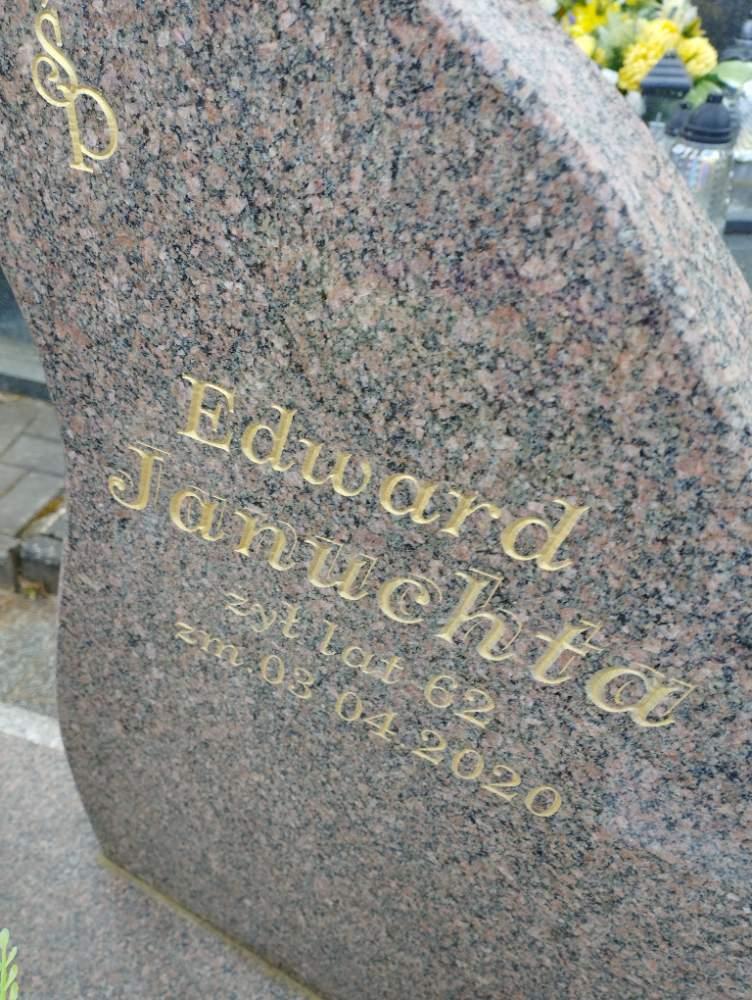 ŚP
Edward
Januchta
żył lat 62
zm.03 04.2020